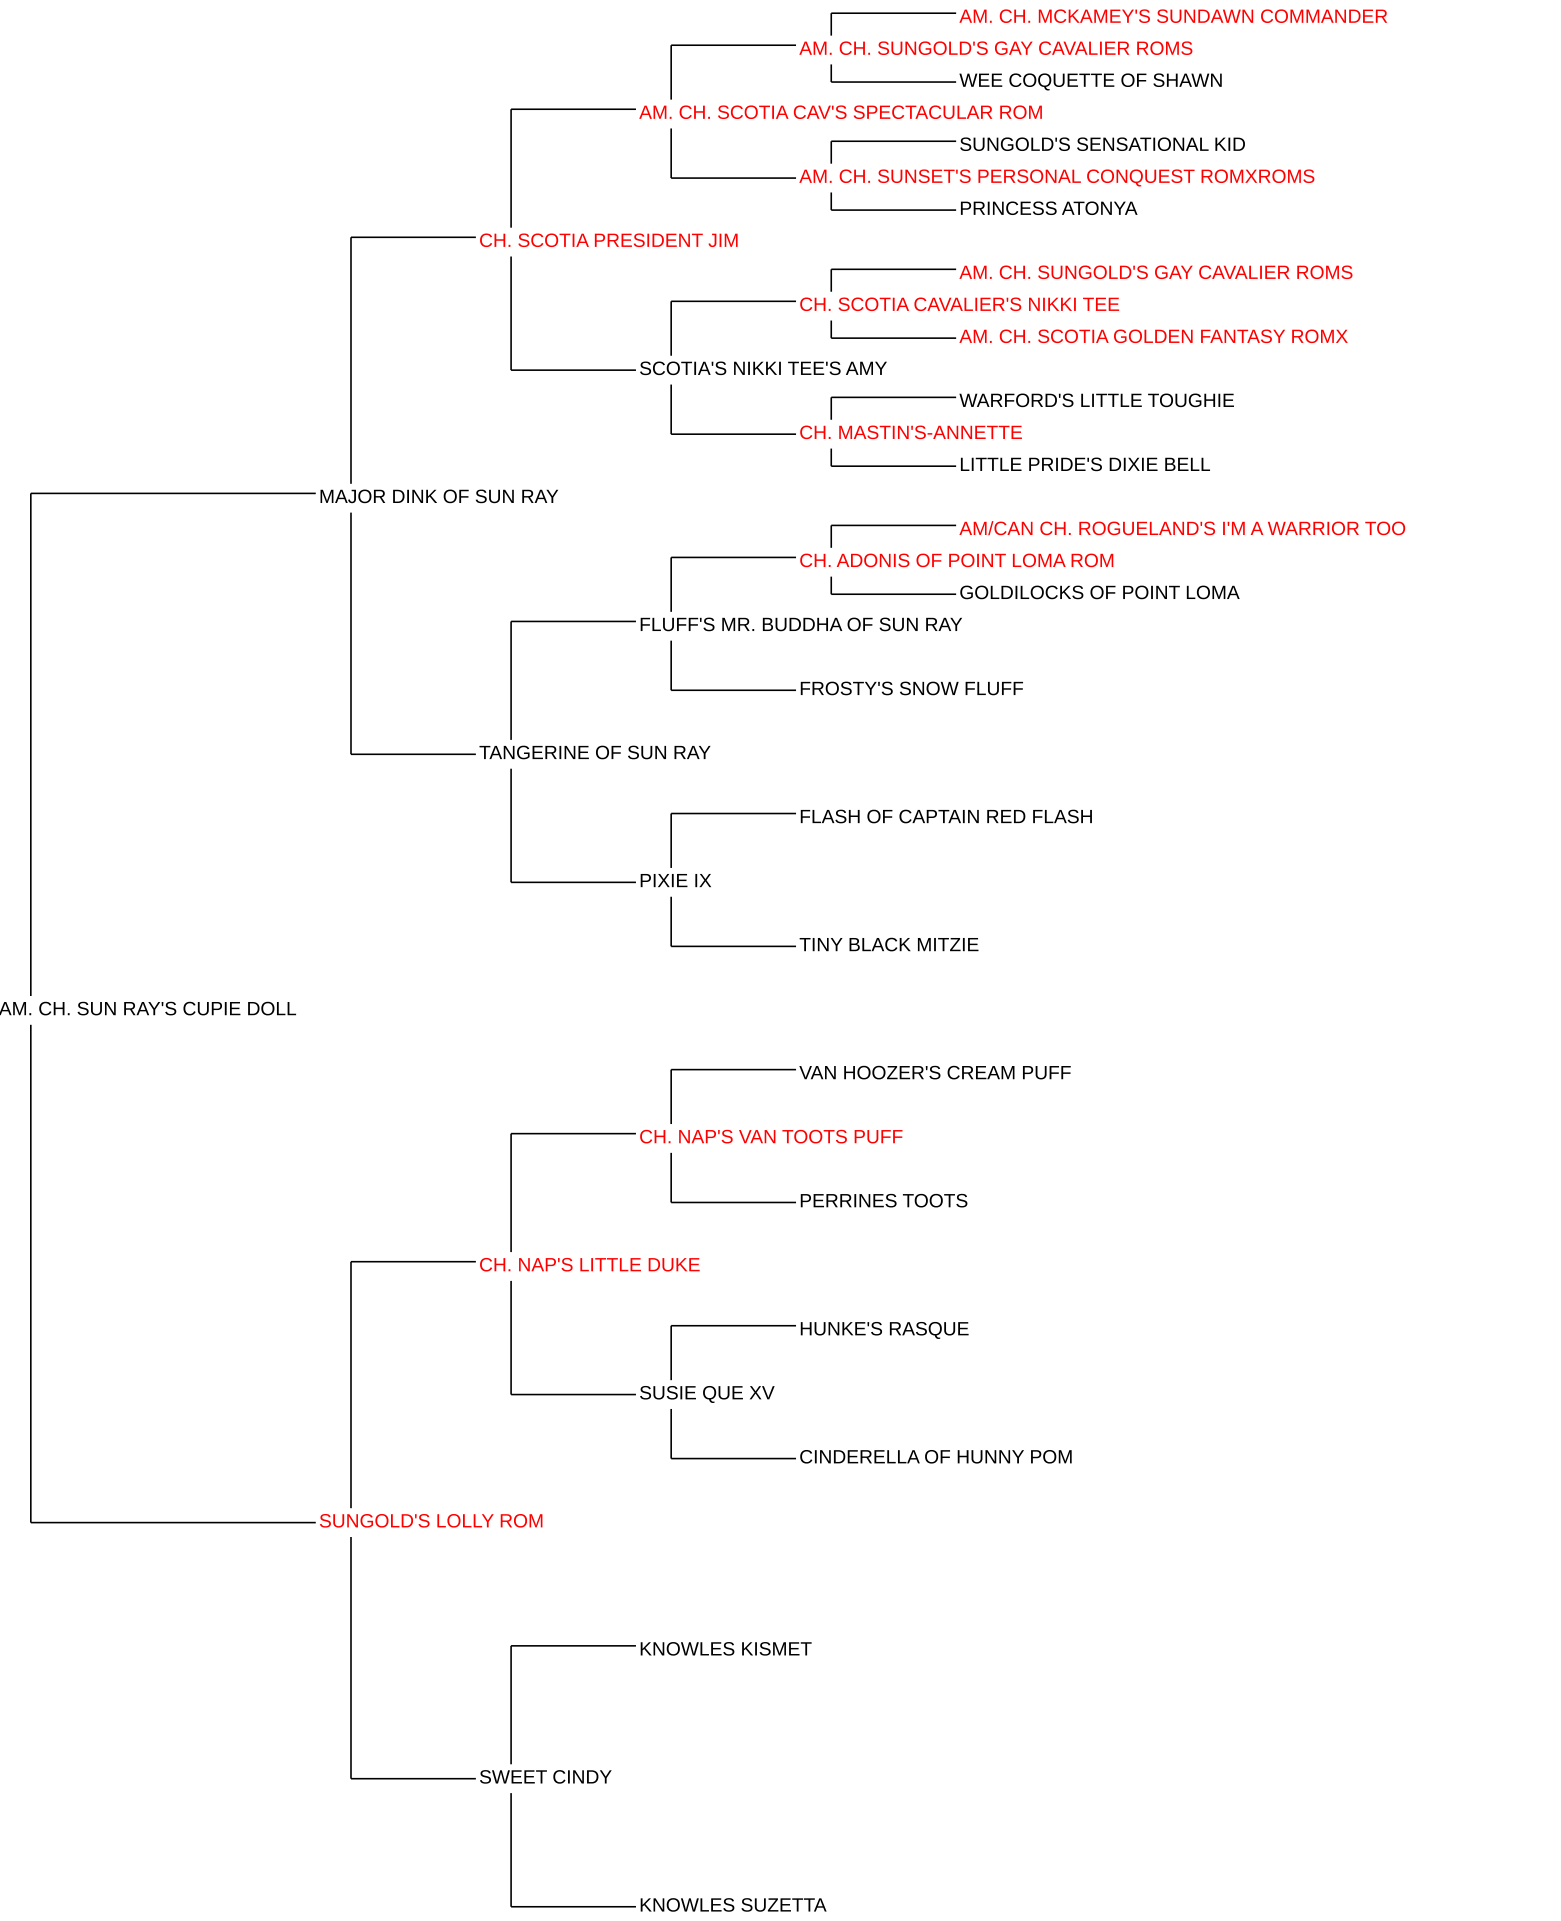 AM. CH. MCKAMEY'S SUNDAWN COMMANDER
AM. CH. SUNGOLD'S GAY CAVALIER ROMS
WEE COQUETTE OF SHAWN
AM. CH. SCOTIA CAV'S SPECTACULAR ROM
SUNGOLD'S SENSATIONAL KID
AM. CH. SUNSET'S PERSONAL CONQUEST ROMXROMS
PRINCESS ATONYA
CH. SCOTIA PRESIDENT JIM
AM. CH. SUNGOLD'S GAY CAVALIER ROMS
CH. SCOTIA CAVALIER'S NIKKI TEE
AM. CH. SCOTIA GOLDEN FANTASY ROMX
SCOTIA'S NIKKI TEE'S AMY
WARFORD'S LITTLE TOUGHIE
CH. MASTIN'S-ANNETTE
LITTLE PRIDE'S DIXIE BELL
MAJOR DINK OF SUN RAY
AM/CAN CH. ROGUELAND'S I'M A WARRIOR TOO
CH. ADONIS OF POINT LOMA ROM
GOLDILOCKS OF POINT LOMA
FLUFF'S MR. BUDDHA OF SUN RAY
FROSTY'S SNOW FLUFF
TANGERINE OF SUN RAY
FLASH OF CAPTAIN RED FLASH
PIXIE IX
TINY BLACK MITZIE
AM. CH. SUN RAY'S CUPIE DOLL
VAN HOOZER'S CREAM PUFF
CH. NAP'S VAN TOOTS PUFF
PERRINES TOOTS
CH. NAP'S LITTLE DUKE
HUNKE'S RASQUE
SUSIE QUE XV
CINDERELLA OF HUNNY POM
SUNGOLD'S LOLLY ROM
KNOWLES KISMET
SWEET CINDY
KNOWLES SUZETTA